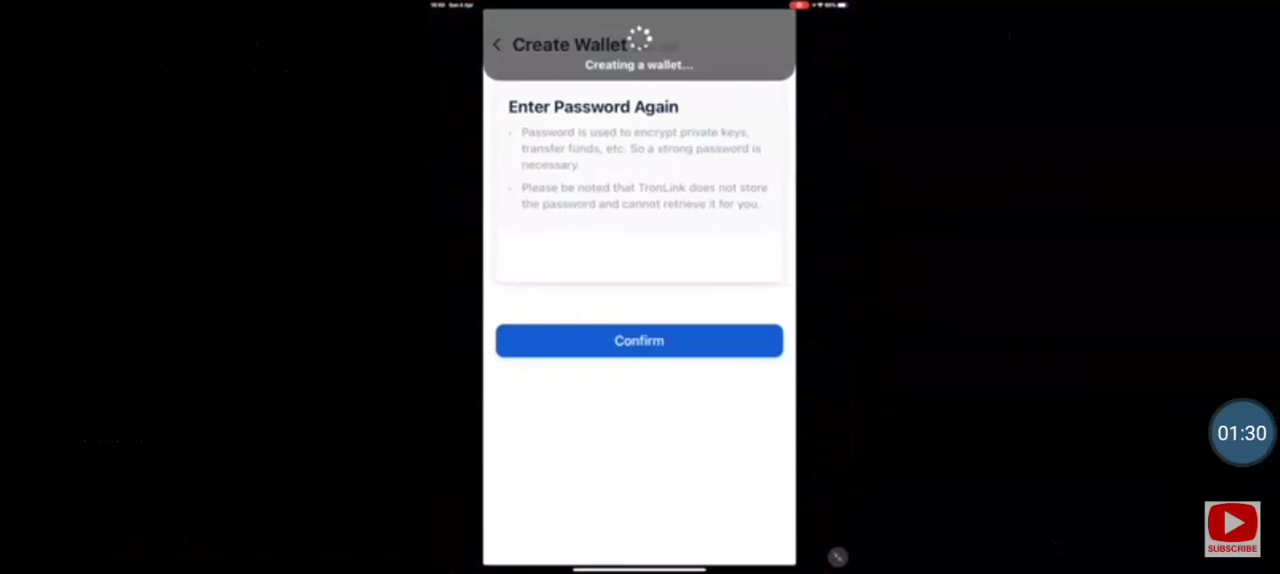 Create Wallet
Creating a wallet...
Enter Password Again
Password is used to encrypt private keys,
transfer funds, etc. So a strong password is
necessary.
Please be noted that TronLink does not store
the password and cannot retrieve it for you.
Confirm
01:30
SUBSCRIBE